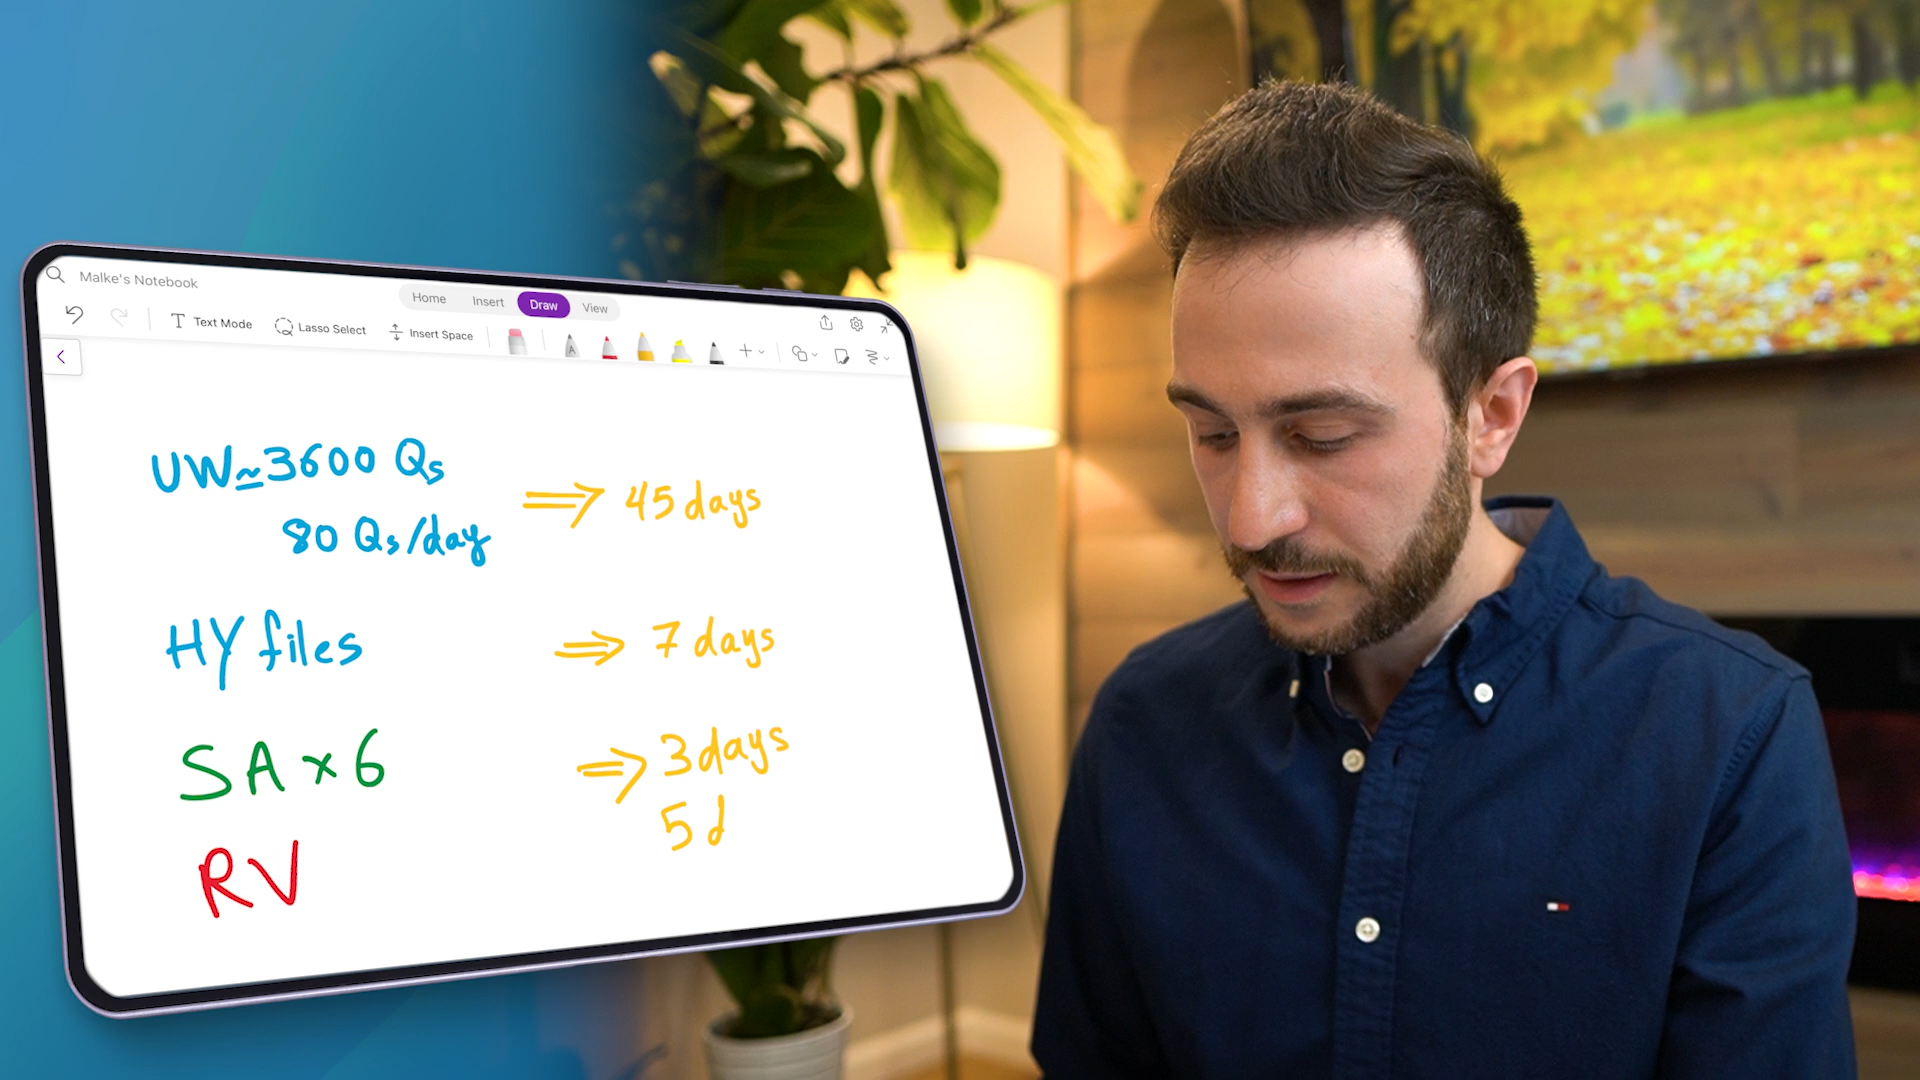 Malke's Notebook
Home Insert Draw View
Text Mode Lasso Select Insert Space
UW≃3600 Qs
80 Qs/day
⇒ 45 days
HY files ⇒ 7 days
SA x 6 ⇒ 3 days
5 d
RV